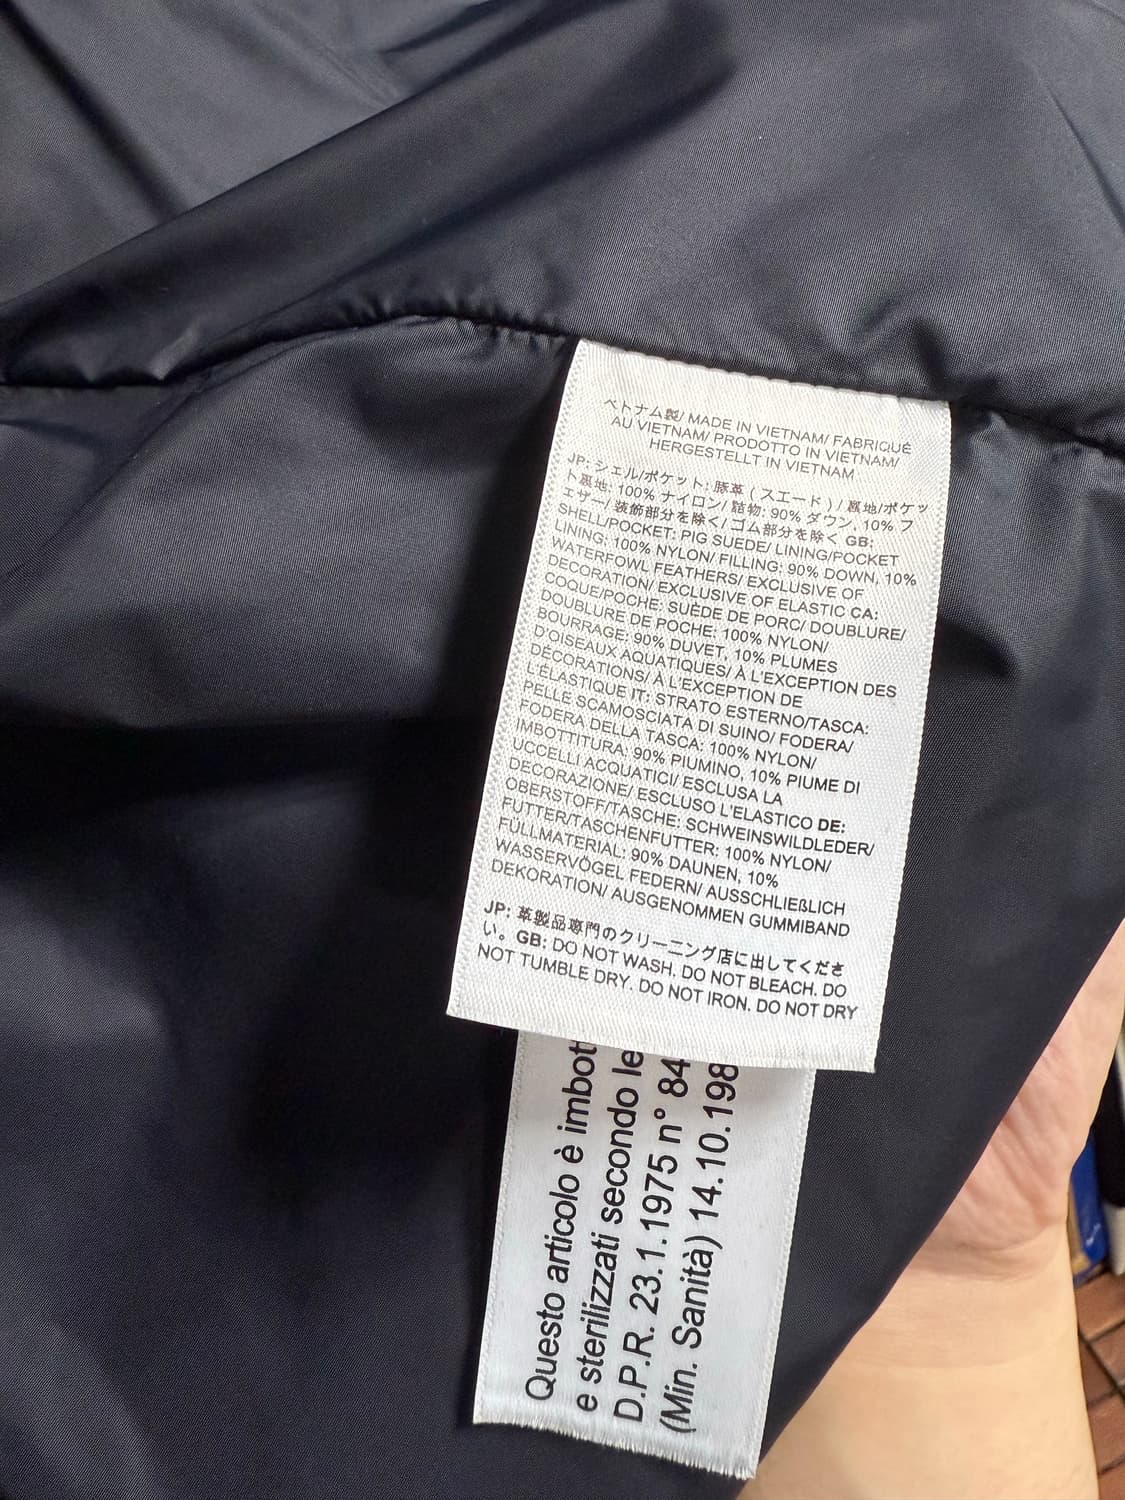 ベトナム製/ MADE IN VIETNAM/ FABRIQUÉ
AU VIETNAM/ PRODOTTO IN VIETNAM/
HERGESTELLT IN VIETNAM
JP: シェル/ポケット: 豚革 ( スエード ) / 裏地/ポケッ
ト裏地: 100% ナイロン/ 詰物: 90% ダウン, 10% フ
ェザー/ 装飾部分を除く/ ゴム部分を除く GB:
SHELL/POCKET: PIG SUEDE/ LINING/POCKET
LINING: 100% NYLON/ FILLING: 90% DOWN, 10%
WATERFOWL FEATHERS/ EXCLUSIVE OF
DECORATION/ EXCLUSIVE OF ELASTIC CA:
COQUE/POCHE: SUÈDE DE PORC/ DOUBLURE/
DOUBLURE DE POCHE: 100% NYLON/
BOURRAGE: 90% DUVET, 10% PLUMES
D'OISEAUX AQUATIQUES/ À L'EXCEPTION DES
DÉCORATIONS/ À L'EXCEPTION DE
L'ÉLASTIQUE IT: STRATO ESTERNO/TASCA:
PELLE SCAMOSCIATA DI SUINO/ FODERA/
FODERA DELLA TASCA: 100% NYLON/
IMBOTTITURA: 90% PIUMINO, 10% PIUME DI
UCCELLI ACQUATICI/ ESCLUSA LA
DECORAZIONE/ ESCLUSO L'ELASTICO DE:
OBERSTOFF/TASCHE: SCHWEINSWILDLEDER/
FUTTER/TASCHENFUTTER: 100% NYLON/
FÜLLMATERIAL: 90% DAUNEN, 10%
WASSERVÖGEL FEDERN/ AUSSCHLIEßLICH
DEKORATION/ AUSGENOMMEN GUMMIBAND
JP: 革製品専門のクリーニング店に出してくださ
い。GB: DO NOT WASH. DO NOT BLEACH. DO
NOT TUMBLE DRY. DO NOT IRON. DO NOT DRY
Questo articolo è imbot
e sterilizzati secondo le
D.P.R. 23.1.1975 n° 84
(Min. Sanità) 14.10.198